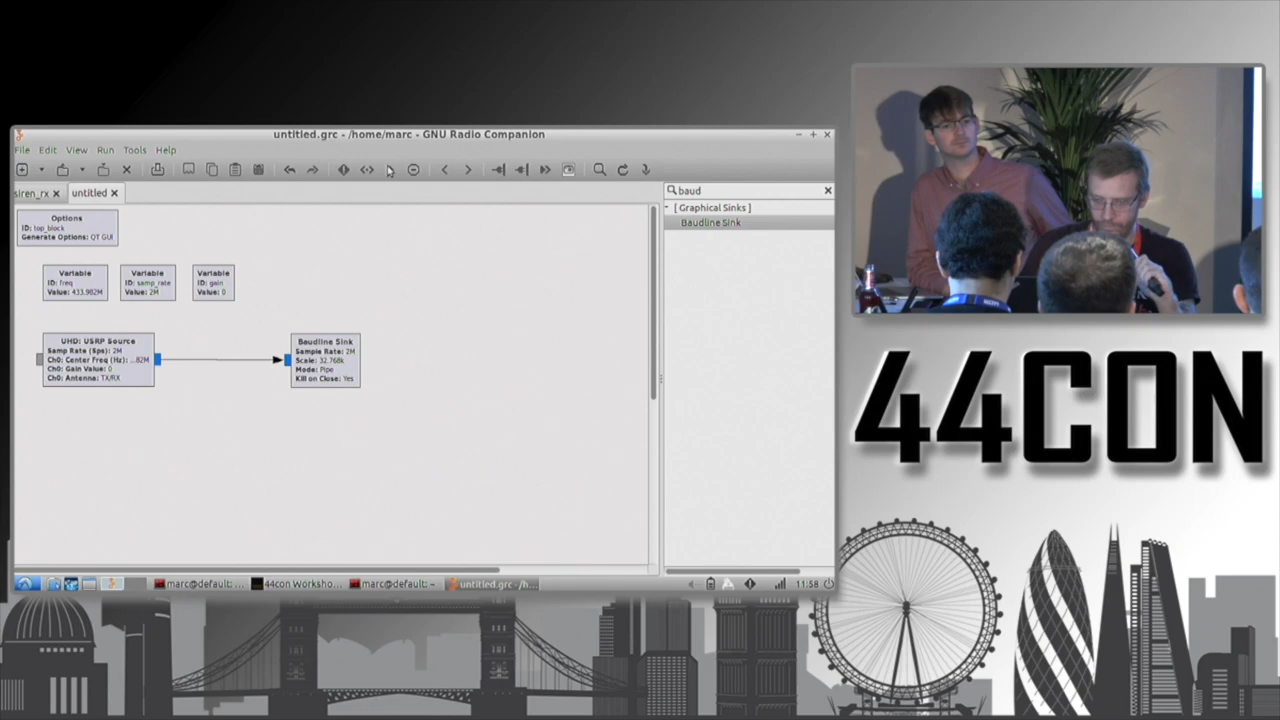 untitled.grc - /home/marc - GNU Radio Companion
File Edit View Run Tools Help
siren_rx untitled
baud
[ Graphical Sinks ]
Baudline Sink
Options
ID: top_block
Generate Options: QT GUI
Variable
ID: freq
Value: 433.982M
Variable
ID: samp_rate
Value: 2M
Variable
ID: gain
Value: 0
UHD: USRP Source
Samp Rate (Sps): 2M
Ch0: Center Freq (Hz): ...82M
Ch0: Gain Value: 0
Ch0: Antenna: TX/RX
Baudline Sink
Sample Rate: 2M
Scale: 32.768k
Mode: Pipe
Kill on Close: Yes
marc@default: ... 44con Worksho... marc@default: ~ untitled.grc - /h... 11:58
44CON